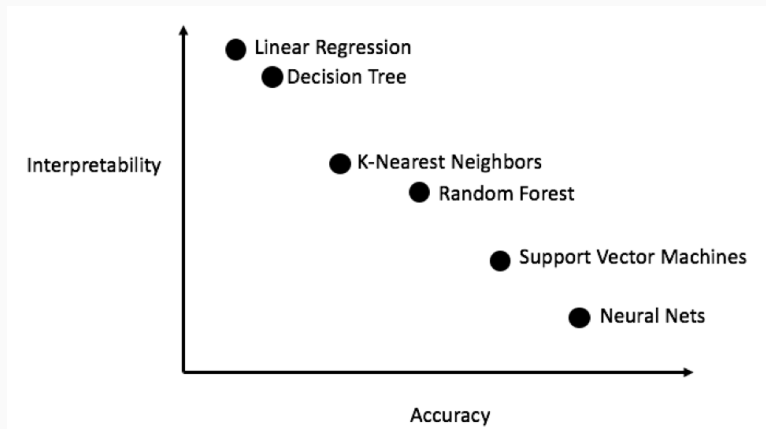 Linear Regression
Decision Tree
Interpretability
K-Nearest Neighbors
Random Forest
Support Vector Machines
Neural Nets
Accuracy